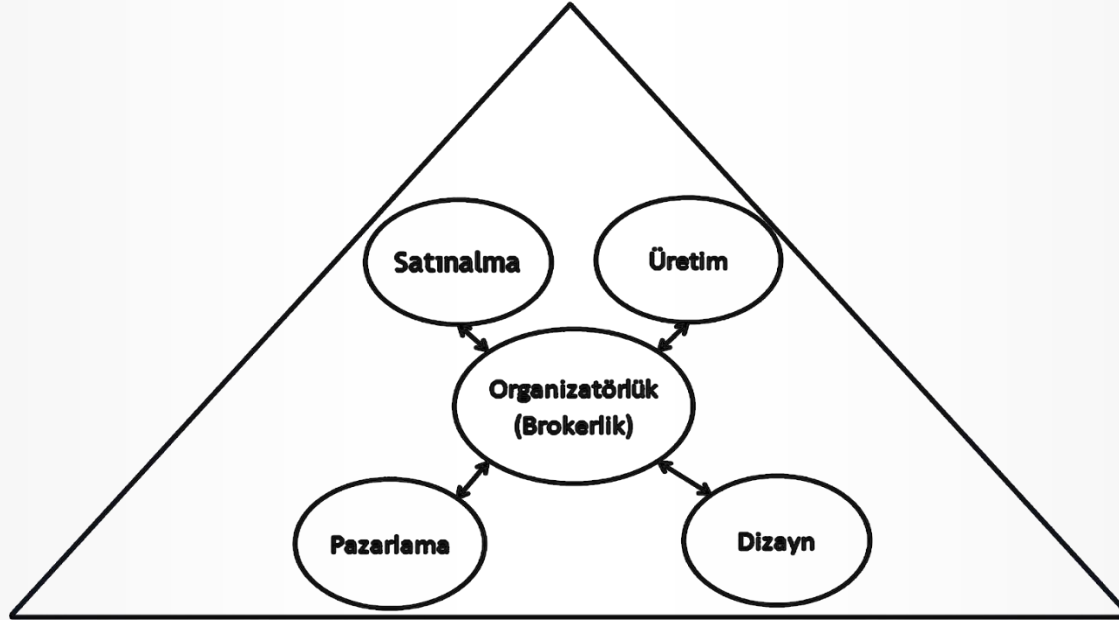 Satınalma
Üretim
Organizatörlük
(Brokerlik)
Pazarlama
Dizayn